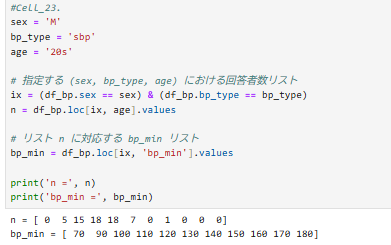 #Cell_23.
sex = 'M'
bp_type = 'sbp'
age = '20s'
# 指定する (sex, bp_type, age) における回答者数リスト
ix = (df_bp.sex == sex) & (df_bp.bp_type == bp_type)
n = df_bp.loc[ix, age].values
# リスト n に対応する bp_min リスト
bp_min = df_bp.loc[ix, 'bp_min'].values
print('n =', n)
print('bp_min =', bp_min)
n = [ 0  5 15 18 18  7  0  1  0  0  0]
bp_min = [ 70  90 100 110 120 130 140 150 160 170 180]